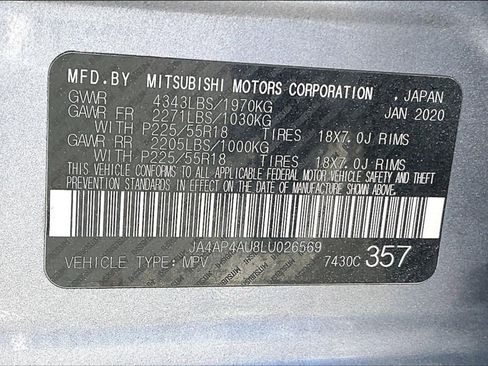 MFD.BY MITSUBISHI MOTORS CORPORATION , JAPAN
GVWR 4343LBS/1970KG JAN 2020
GAWR FR 2271LBS/1030KG
WITH P225/55R18 TIRES 18X7.0J RIMS
GAWR RR 2205LBS/1000KG
WITH P225/55R18 TIRES 18X7.0J RIMS
THIS VEHICLE CONFORMS TO ALL APPLICABLE FEDERAL MOTOR VEHICLE SAFETY
AND THEFT PREVENTION STANDARDS IN EFFECT ON THE DATE OF MANUFACTURE SHOWN ABOVE.
JA4AP4AU8LU026569
VEHICLE TYPE: MPV 7430C 357